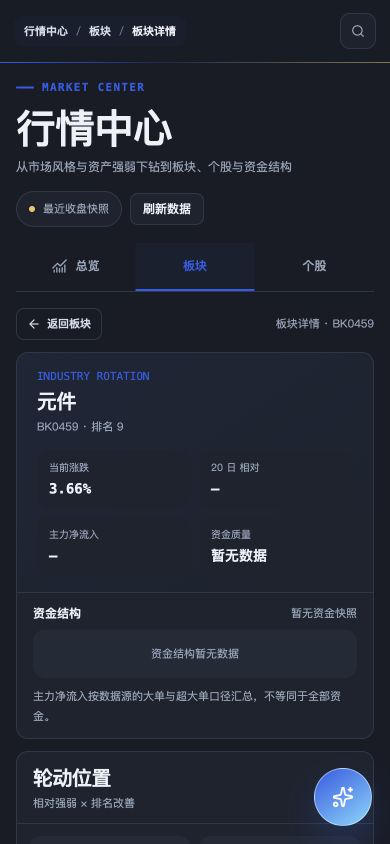 行情中心 / 板块 / 板块详情
MARKET CENTER
行情中心
从市场风格与资产强弱下钻到板块、个股与资金结构
最近收盘快照
刷新数据
总览
板块
个股
返回板块
板块详情 · BK0459
INDUSTRY ROTATION
元件
BK0459 · 排名 9
当前涨跌
3.66%
20 日 相对
—
主力净流入
—
资金质量
暂无数据
资金结构
暂无资金快照
资金结构暂无数据
主力净流入按数据源的大单与超大单口径汇总，不等同于全部资
金。
轮动位置
相对强弱 × 排名改善